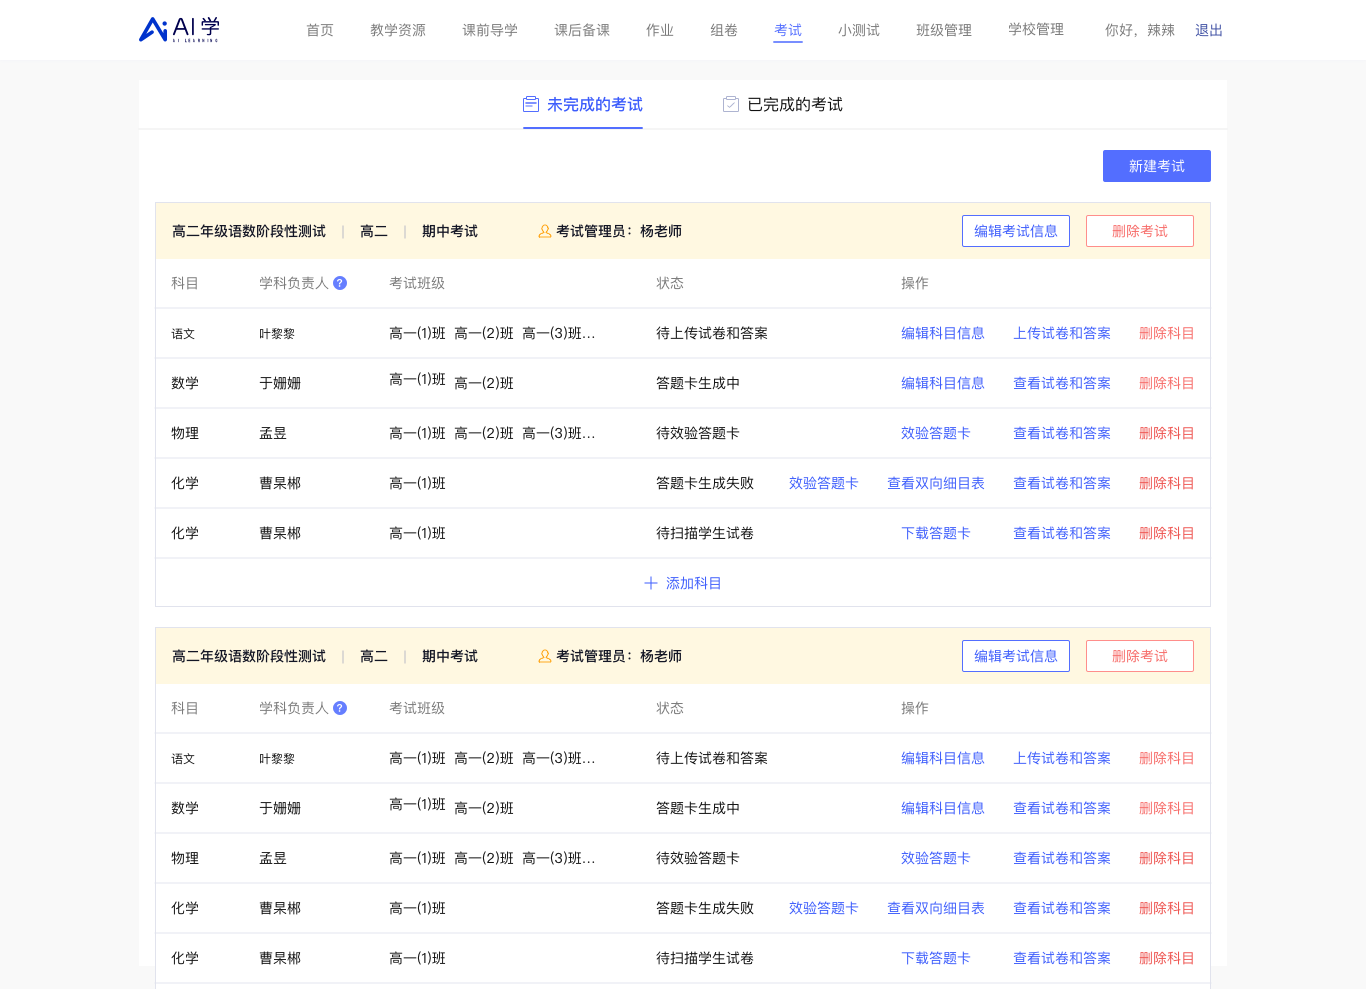 AI 学 首页 教学资源 课前导学 课后备课 作业 组卷 考试 小测试 班级管理 学校管理 你好，辣辣 退出
AI LEARNING
未完成的考试 已完成的考试
新建考试
高二年级语数阶段性测试 | 高二 | 期中考试 考试管理员：杨老师 编辑考试信息 删除考试
科目 学科负责人 ? 考试班级 状态 操作
语文 叶黎黎 高一(1)班 高一(2)班 高一(3)班... 待上传试卷和答案 编辑科目信息 上传试卷和答案 删除科目
数学 于姗姗 高一(1)班 高一(2)班 答题卡生成中 编辑科目信息 查看试卷和答案 删除科目
物理 孟昱 高一(1)班 高一(2)班 高一(3)班... 待效验答题卡 效验答题卡 查看试卷和答案 删除科目
化学 曹杲郴 高一(1)班 答题卡生成失败 效验答题卡 查看双向细目表 查看试卷和答案 删除科目
化学 曹杲郴 高一(1)班 待扫描学生试卷 下载答题卡 查看试卷和答案 删除科目
添加科目
高二年级语数阶段性测试 | 高二 | 期中考试 考试管理员：杨老师 编辑考试信息 删除考试
科目 学科负责人 ? 考试班级 状态 操作
语文 叶黎黎 高一(1)班 高一(2)班 高一(3)班... 待上传试卷和答案 编辑科目信息 上传试卷和答案 删除科目
数学 于姗姗 高一(1)班 高一(2)班 答题卡生成中 编辑科目信息 查看试卷和答案 删除科目
物理 孟昱 高一(1)班 高一(2)班 高一(3)班... 待效验答题卡 效验答题卡 查看试卷和答案 删除科目
化学 曹杲郴 高一(1)班 答题卡生成失败 效验答题卡 查看双向细目表 查看试卷和答案 删除科目
化学 曹杲郴 高一(1)班 待扫描学生试卷 下载答题卡 查看试卷和答案 删除科目